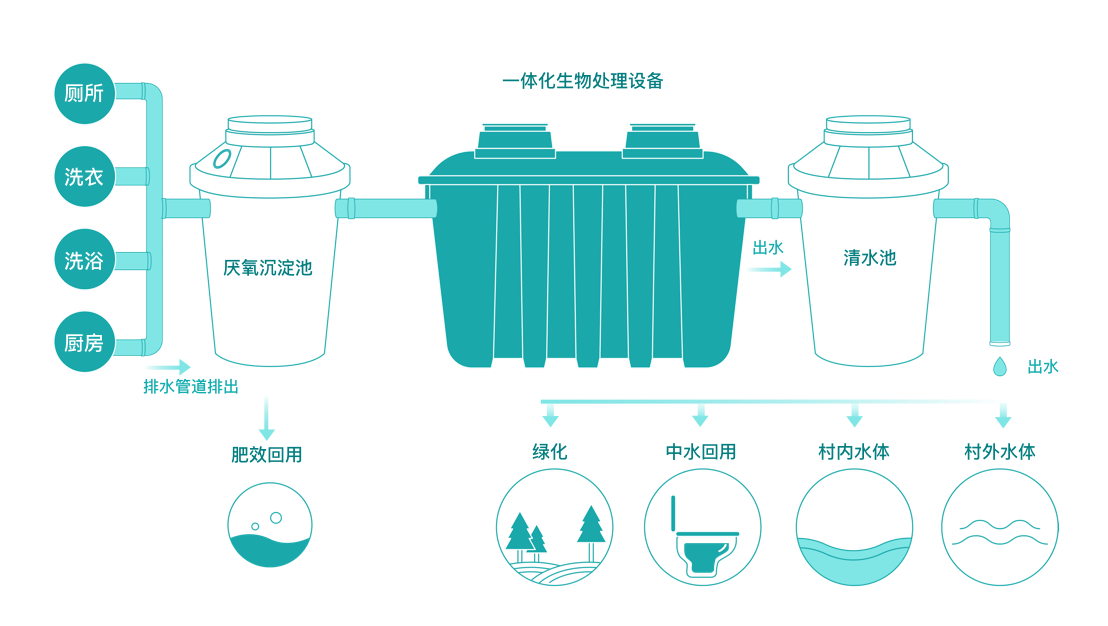 一体化生物处理设备
厕所
洗衣
洗浴
厨房
厌氧沉淀池
出水
清水池
排水管道排出
出水
肥效回用
绿化
中水回用
村内水体
村外水体